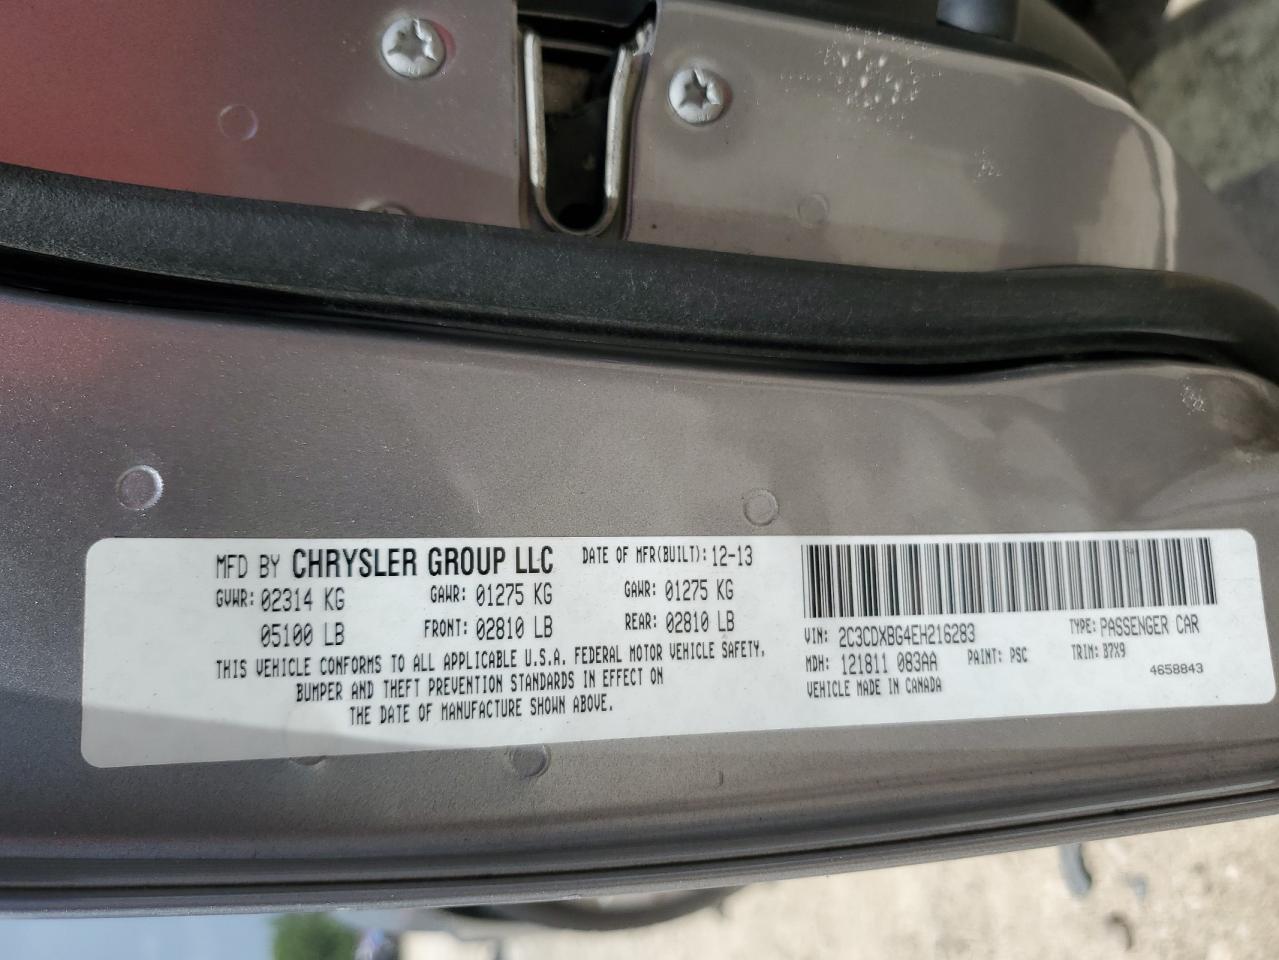 MFD BY CHRYSLER GROUP LLC DATE OF MFR(BUILT): 12-13
GVWR: 02314 KG GAWR: 01275 KG GAWR: 01275 KG
05100 LB FRONT: 02810 LB REAR: 02810 LB
THIS VEHICLE CONFORMS TO ALL APPLICABLE U.S.A. FEDERAL MOTOR VEHICLE SAFETY,
BUMPER AND THEFT PREVENTION STANDARDS IN EFFECT ON
THE DATE OF MANUFACTURE SHOWN ABOVE.
VIN: 2C3CDXBG4EH216283 TYPE: PASSENGER CAR
MDH: 121811 083AA PAINT: PSC TRIM: B7X9
VEHICLE MADE IN CANADA 4658843